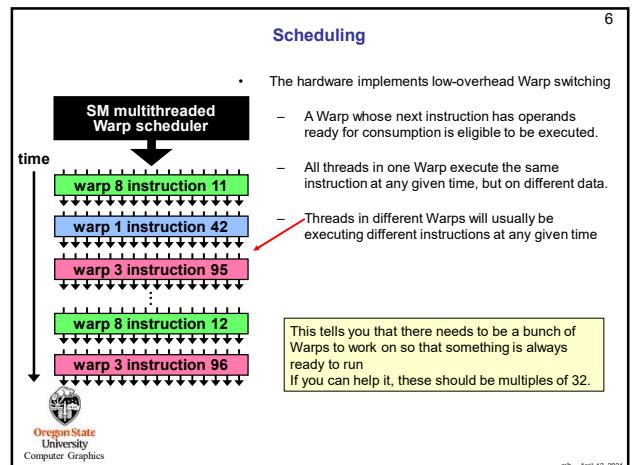 6
Scheduling
• The hardware implements low-overhead Warp switching
– A Warp whose next instruction has operands
ready for consumption is eligible to be executed.
– All threads in one Warp execute the same
instruction at any given time, but on different data.
– Threads in different Warps will usually be
executing different instructions at any given time
SM multithreaded
Warp scheduler
time
warp 8 instruction 11
warp 1 instruction 42
warp 3 instruction 95
⋮
warp 8 instruction 12
warp 3 instruction 96
This tells you that there needs to be a bunch of
Warps to work on so that something is always
ready to run
If you can help it, these should be multiples of 32.
Oregon State
University
Computer Graphics